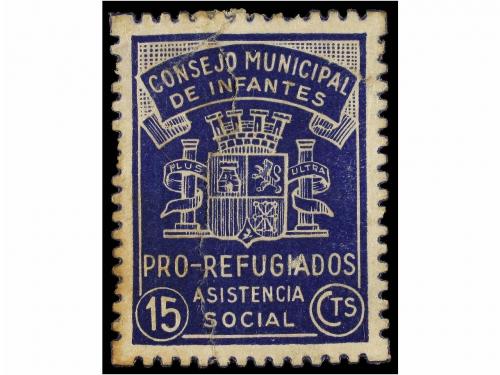 CONSEJO MUNICIPAL
DE INFANTES
PLUS ULTRA
PRO-REFUGIADOS
ASISTENCIA
15 SOCIAL CTS